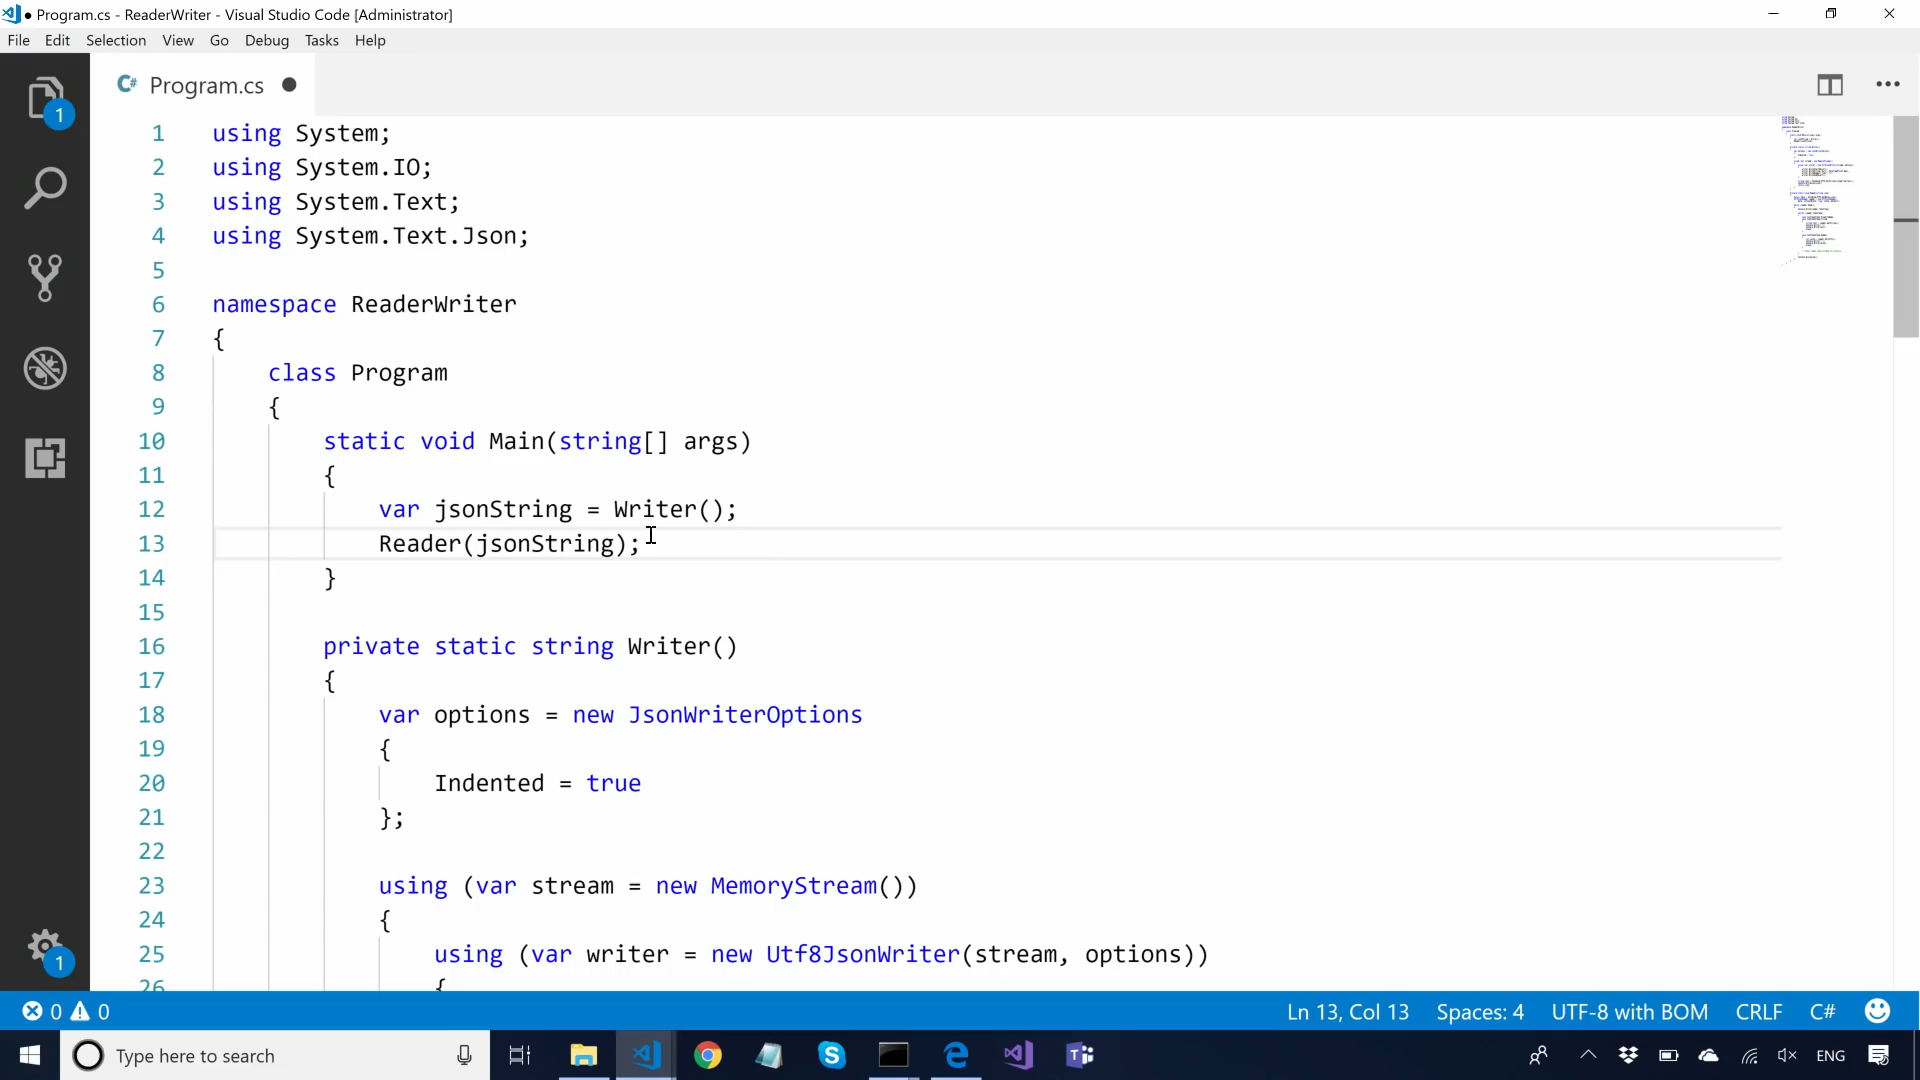 ● Program.cs - ReaderWriter - Visual Studio Code [Administrator]
File Edit Selection View Go Debug Tasks Help
C# Program.cs ●
1 using System;
2 using System.IO;
3 using System.Text;
4 using System.Text.Json;
5
6 namespace ReaderWriter
7 {
8 class Program
9 {
10 static void Main(string[] args)
11 {
12 var jsonString = Writer();
13 Reader(jsonString);
14 }
15
16 private static string Writer()
17 {
18 var options = new JsonWriterOptions
19 {
20 Indented = true
21 };
22
23 using (var stream = new MemoryStream())
24 {
25 using (var writer = new Utf8JsonWriter(stream, options))
26 {
1
1
0 0 Ln 13, Col 13 Spaces: 4 UTF-8 with BOM CRLF C#
Type here to search ENG